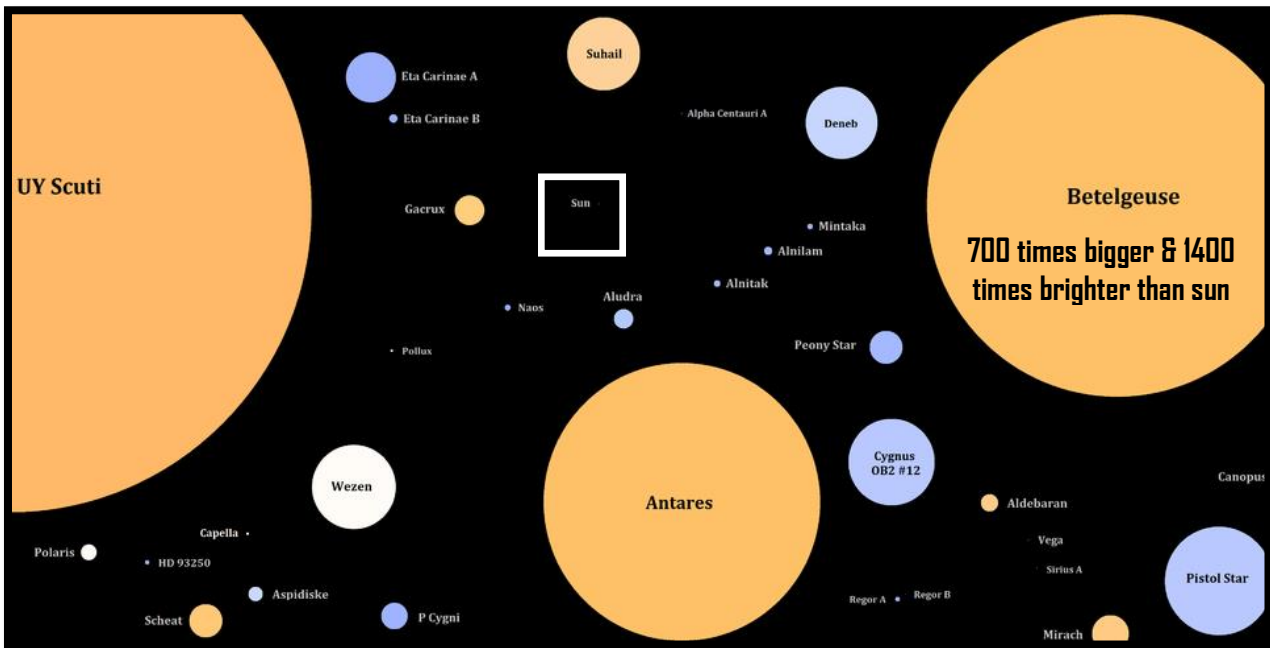 Suhail
Eta Carinae A
Alpha Centauri A
Eta Carinae B
Deneb
UY Scuti
Betelgeuse
Sun
Gacrux
Mintaka
700 times bigger & 1400
times brighter than sun
Alnilam
Alnitak
Aludra
Naos
Peony Star
Pollux
Cygnus
OB2 #12
Canopus
Wezen
Antares
Aldebaran
Capella
Vega
Polaris
HD 93250
Sirius A
Pistol Star
Aspidiske
Regor A
Regor B
Scheat
P Cygni
Mirach